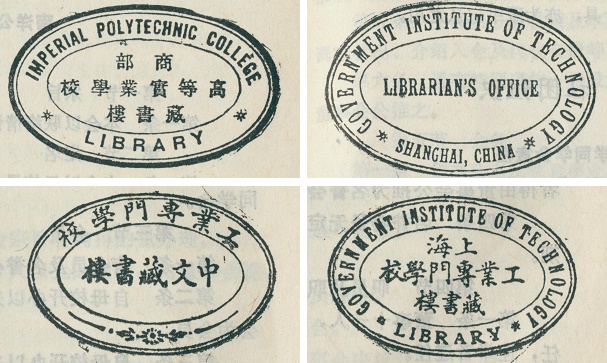 IMPERIAL POLYTECHNIC COLLEGE
商部
高等實業學校
藏書樓
LIBRARY
GOVERNMENT INSTITUTE OF TECHNOLOGY
LIBRARIAN'S OFFICE
SHANGHAI, CHINA
工業專門學校
中文藏書樓
GOVERNMENT INSTITUTE OF TECHNOLOGY
上海
工業專門學校
藏書樓
LIBRARY